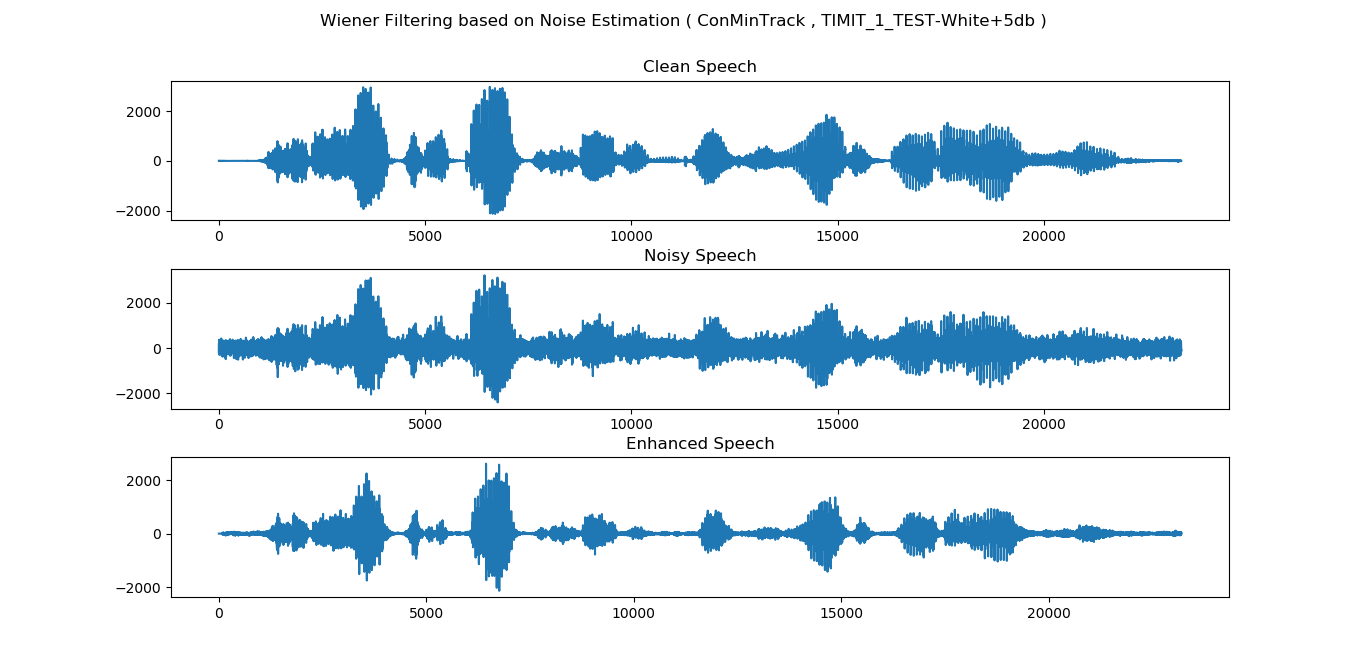 Wiener Filtering based on Noise Estimation ( ConMinTrack , TIMIT_1_TEST-White+5db )
Clean Speech
2000
0
−2000
0 5000 10000 15000 20000
Noisy Speech
2000
0
−2000
0 5000 10000 15000 20000
Enhanced Speech
2000
0
−2000
0 5000 10000 15000 20000